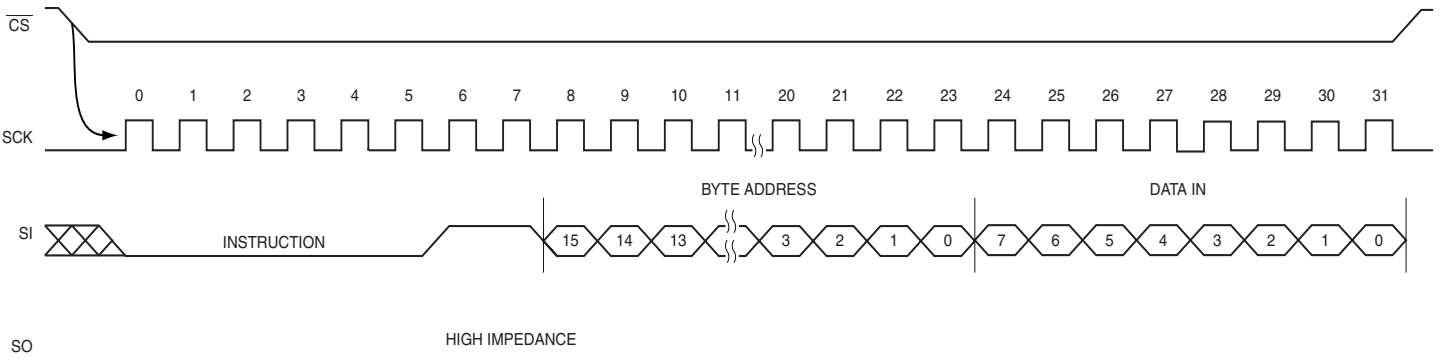 CS
0 1 2 3 4 5 6 7 8 9 10 11 20 21 22 23 24 25 26 27 28 29 30 31
SCK
BYTE ADDRESS DATA IN
SI INSTRUCTION 15 14 13 3 2 1 0 7 6 5 4 3 2 1 0
HIGH IMPEDANCE
SO